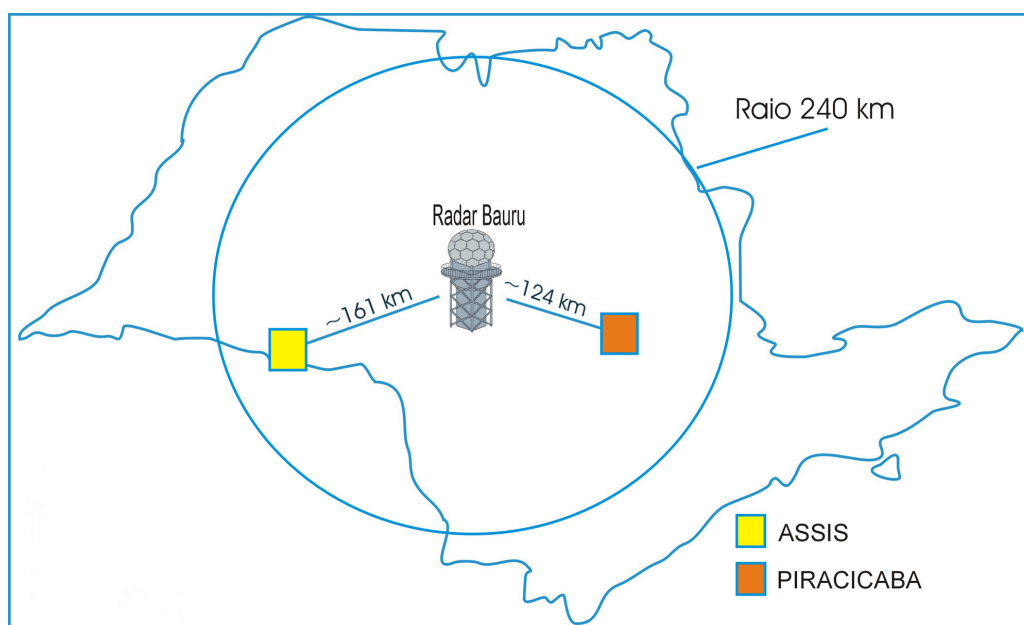 Raio 240 km
Radar Bauru
~161 km
~124 km
ASSIS
PIRACICABA